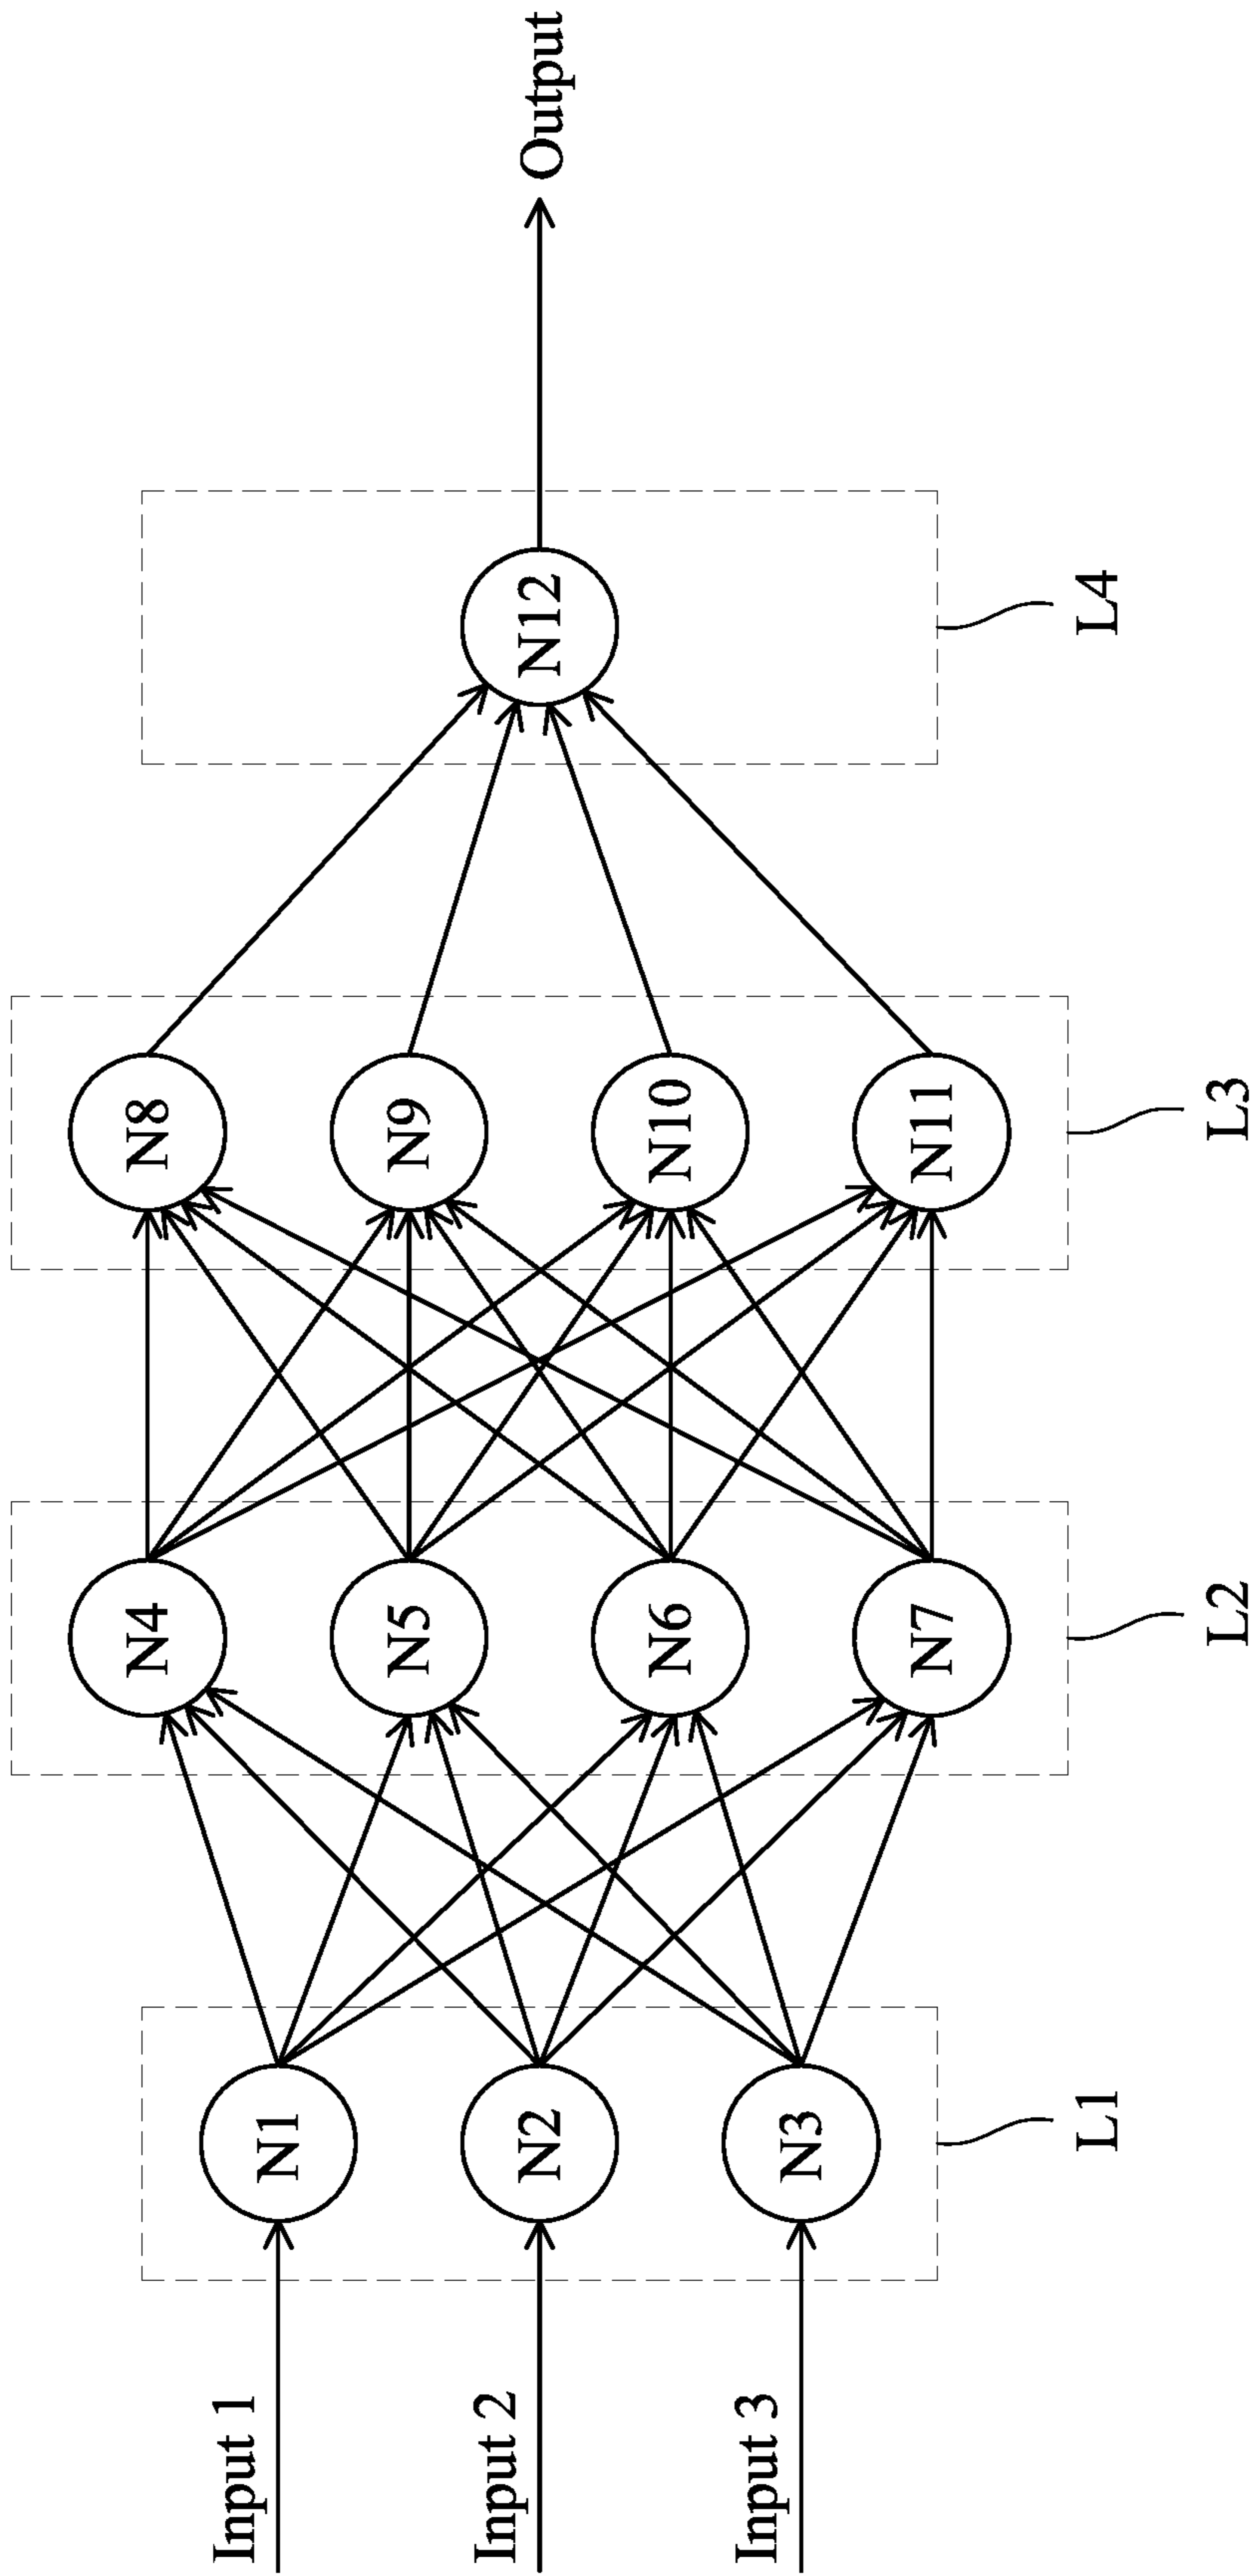 Input 1
Input 2
Input 3
N1
N2
N3
L1
N4
N5
N6
N7
L2
N8
N9
N10
N11
L3
N12
L4
Output